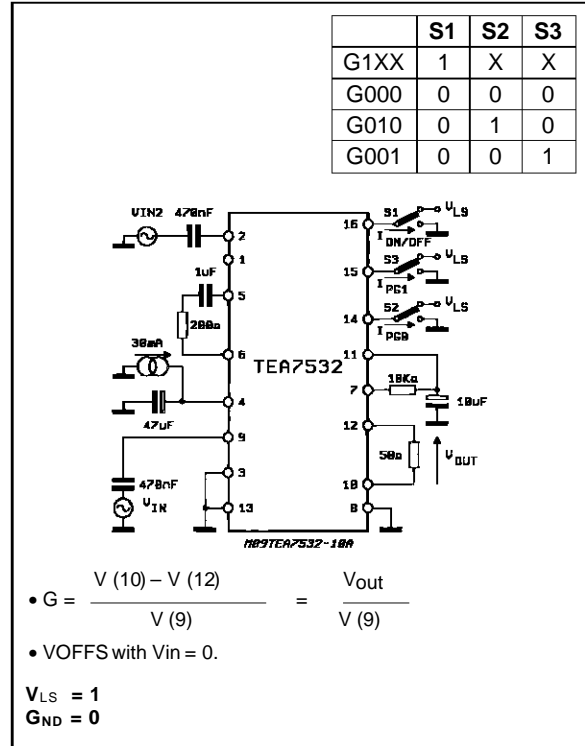 S1 S2 S3
G1XX 1 X X
G000 0 0 0
G010 0 1 0
G001 0 0 1
VIN2 470nF
2
1
1uF
5
200Ω
6
30mA
4
47uF
9
470nF
VIN
3
13
TEA7532
16 S1 VLS
I ON/OFF
15 S3 VLS
I PG1
14 S2 VLS
I PG0
11
7 10KΩ
10uF
12
50Ω
VOUT
10
8
M89TEA7532-10A
• G = V (10) – V (12) / V (9) = Vout / V (9)
• VOFFS with Vin = 0.
VLS = 1
GND = 0